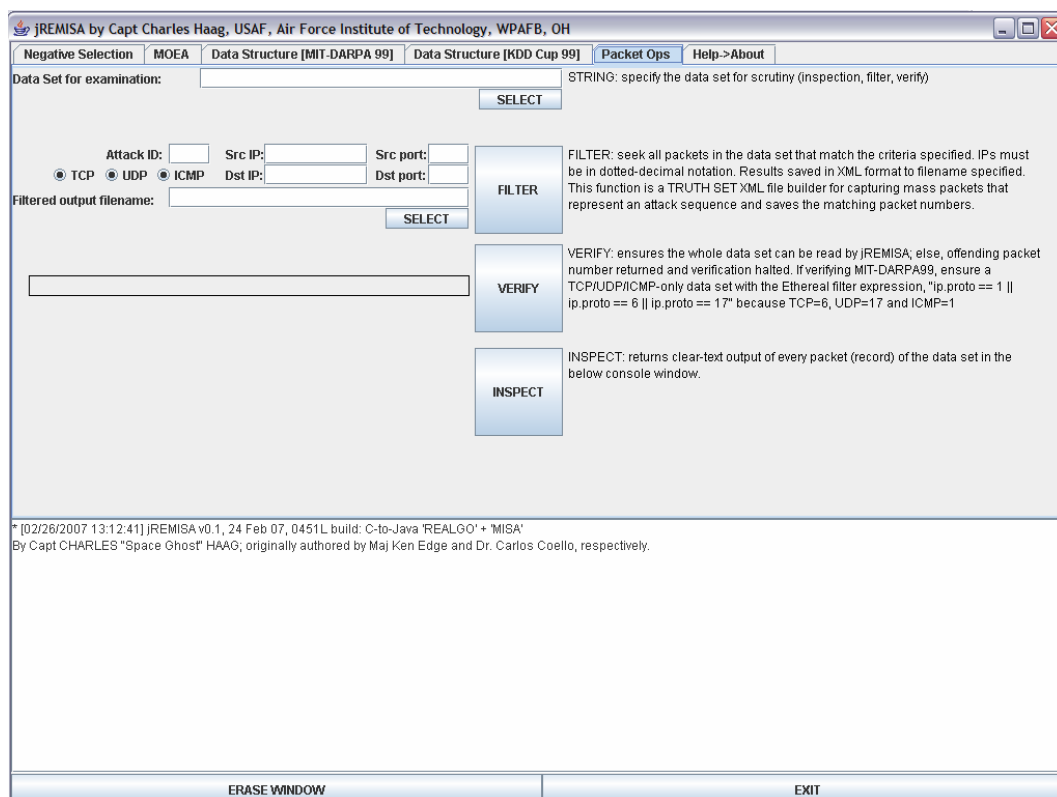 jREMISA by Capt Charles Haag, USAF, Air Force Institute of Technology, WPAFB, OH
Negative Selection MOEA Data Structure [MIT-DARPA 99] Data Structure [KDD Cup 99] Packet Ops Help->About
Data Set for examination:
STRING: specify the data set for scrutiny (inspection, filter, verify)
SELECT
Attack ID: Src IP: Src port:
TCP UDP ICMP Dst IP: Dst port:
Filtered output filename:
SELECT
FILTER
FILTER: seek all packets in the data set that match the criteria specified. IPs must
be in dotted-decimal notation. Results saved in XML format to filename specified.
This function is a TRUTH SET XML file builder for capturing mass packets that
represent an attack sequence and saves the matching packet numbers.
VERIFY
VERIFY: ensures the whole data set can be read by jREMISA; else, offending packet
number returned and verification halted. If verifying MIT-DARPA99, ensure a
TCP/UDP/ICMP-only data set with the Ethereal filter expression, "ip.proto == 1 ||
ip.proto == 6 || ip.proto == 17" because TCP=6, UDP=17 and ICMP=1
INSPECT
INSPECT: returns clear-text output of every packet (record) of the data set in the
below console window.
* [02/26/2007 13:12:41] jREMISA v0.1, 24 Feb 07, 0451L build: C-to-Java 'REALGO' + 'MISA'
By Capt CHARLES "Space Ghost" HAAG; originally authored by Maj Ken Edge and Dr. Carlos Coello, respectively.
ERASE WINDOW EXIT